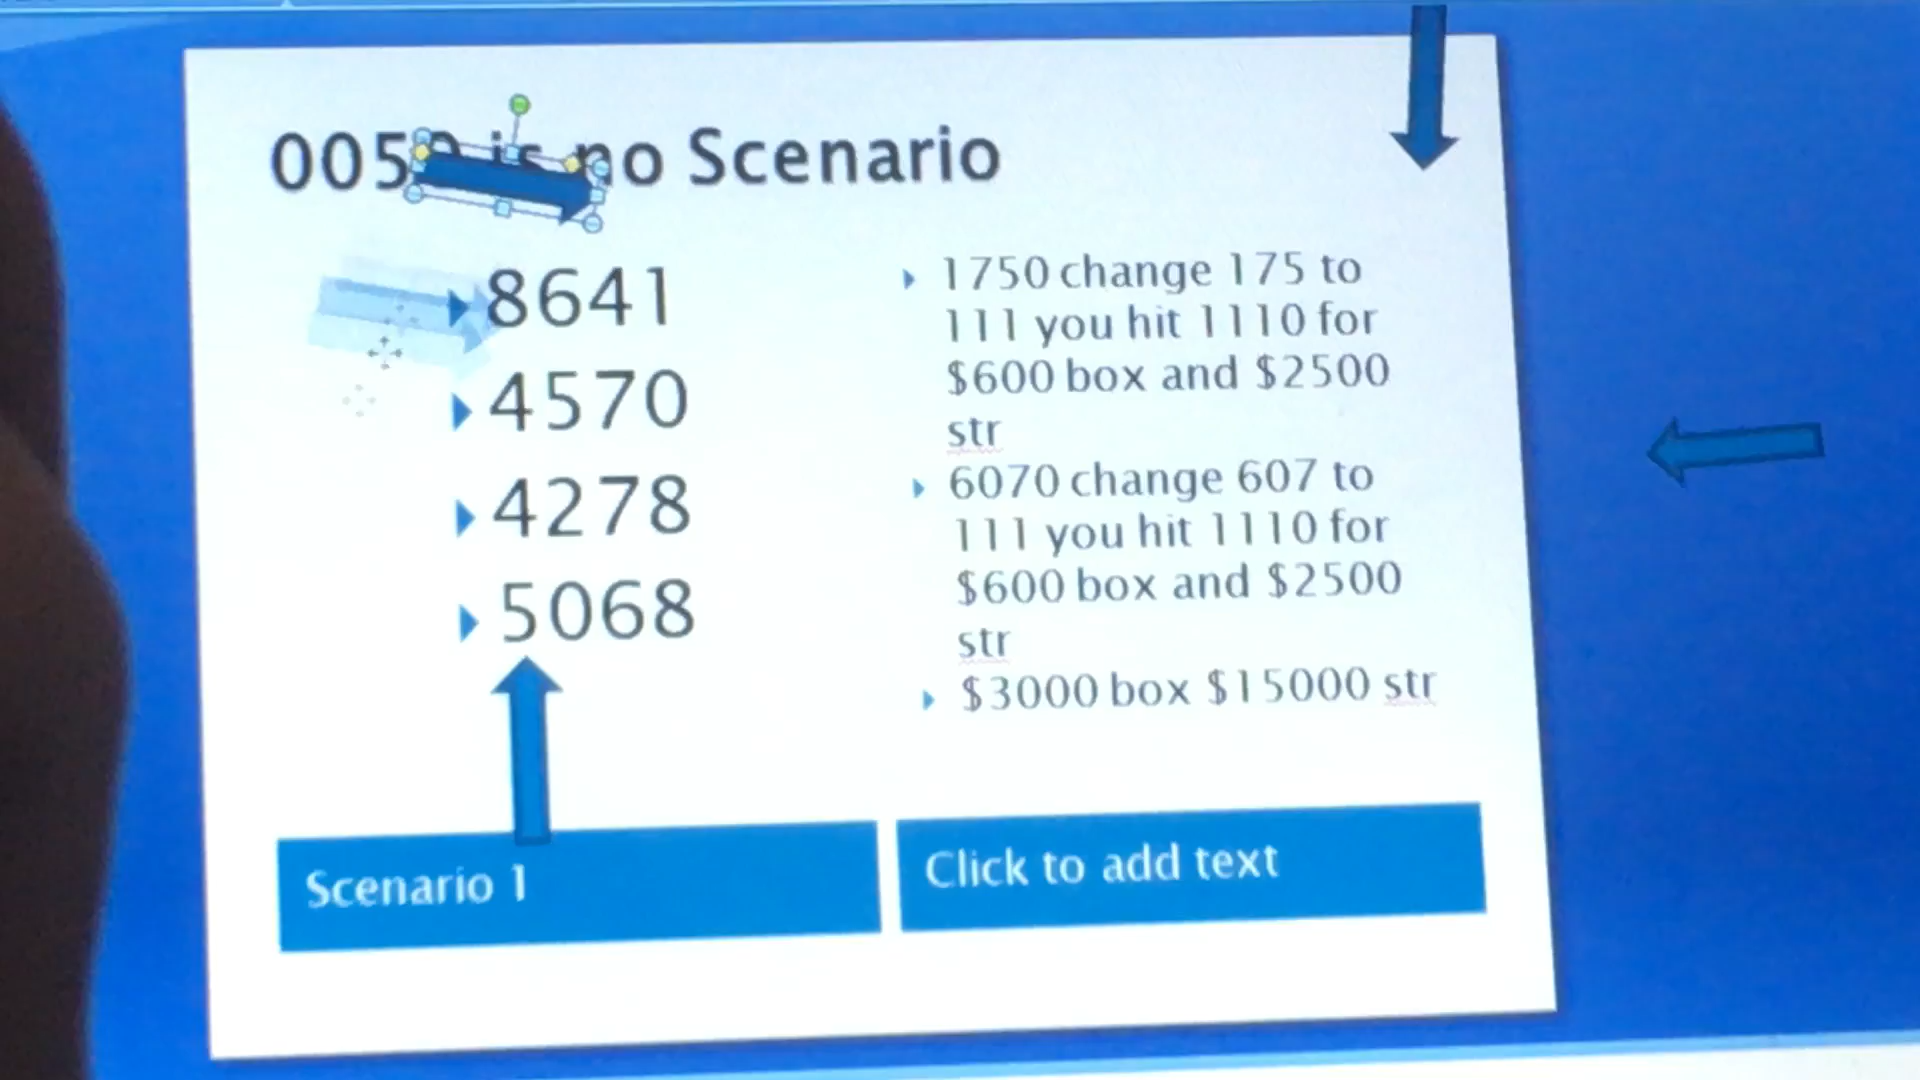 no Scenario
8641
4570
4278
5068
1750 change 175 to
111 you hit 1110 for
$600 box and $2500
str
6070 change 607 to
111 you hit 1110 for
$600 box and $2500
str
$3000 box $15000 str
Scenario 1
Click to add text